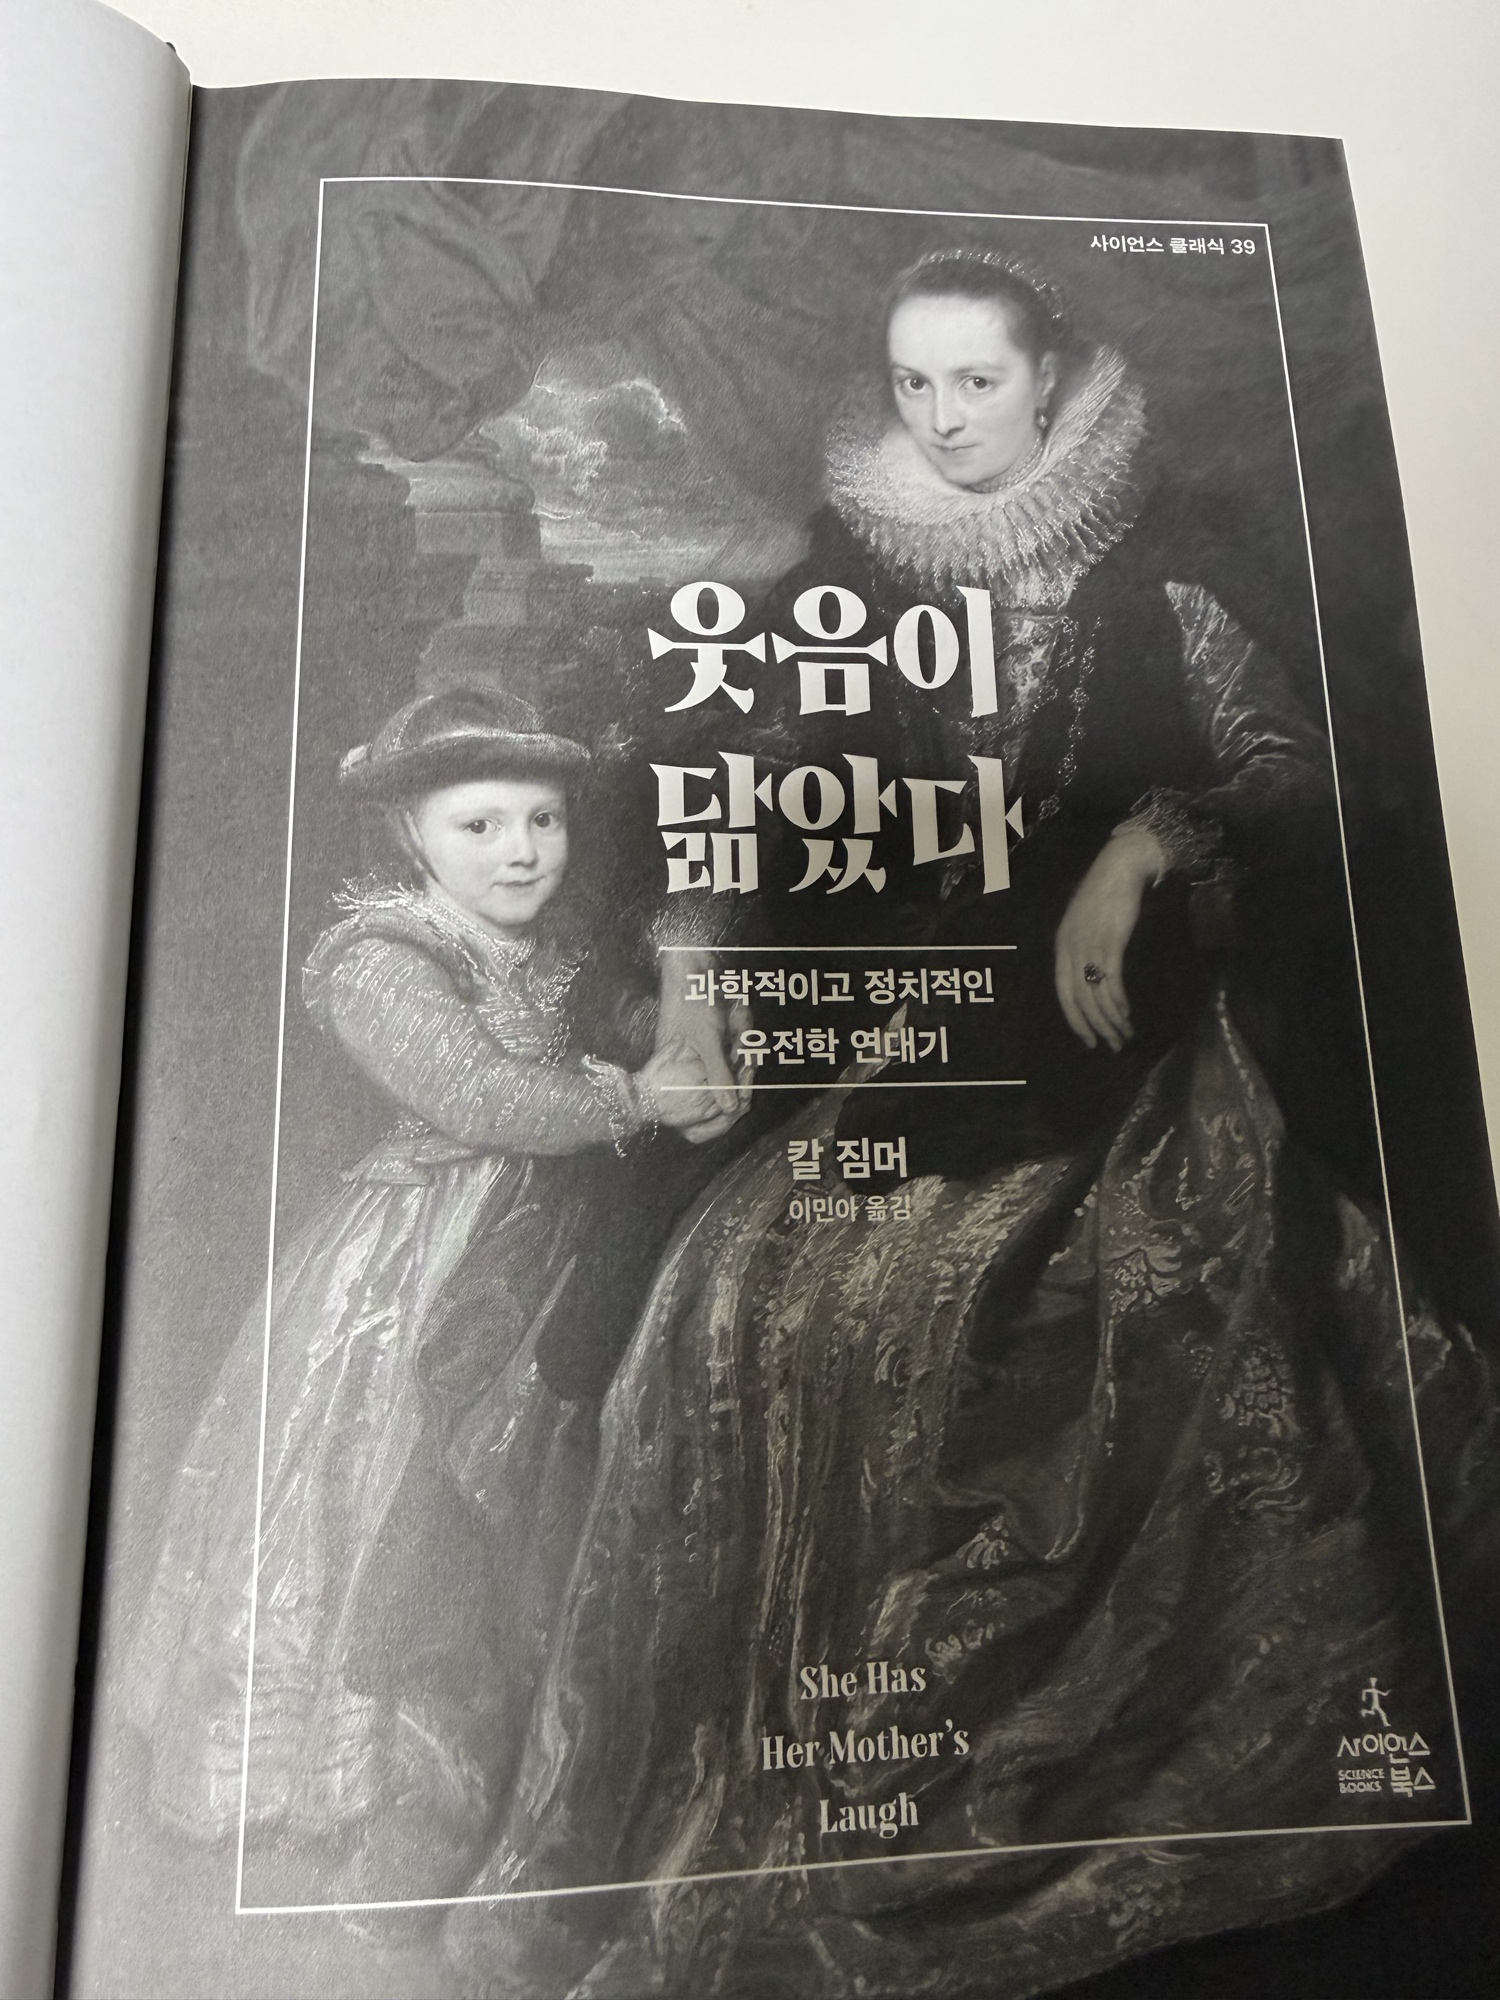 사이언스 클래식 39
웃음이
닮았다
과학적이고 정치적인
유전학 연대기
칼 짐머
이민아 옮김
She Has
Her Mother's
Laugh
사이언스
SCIENCE
BOOKS 북스